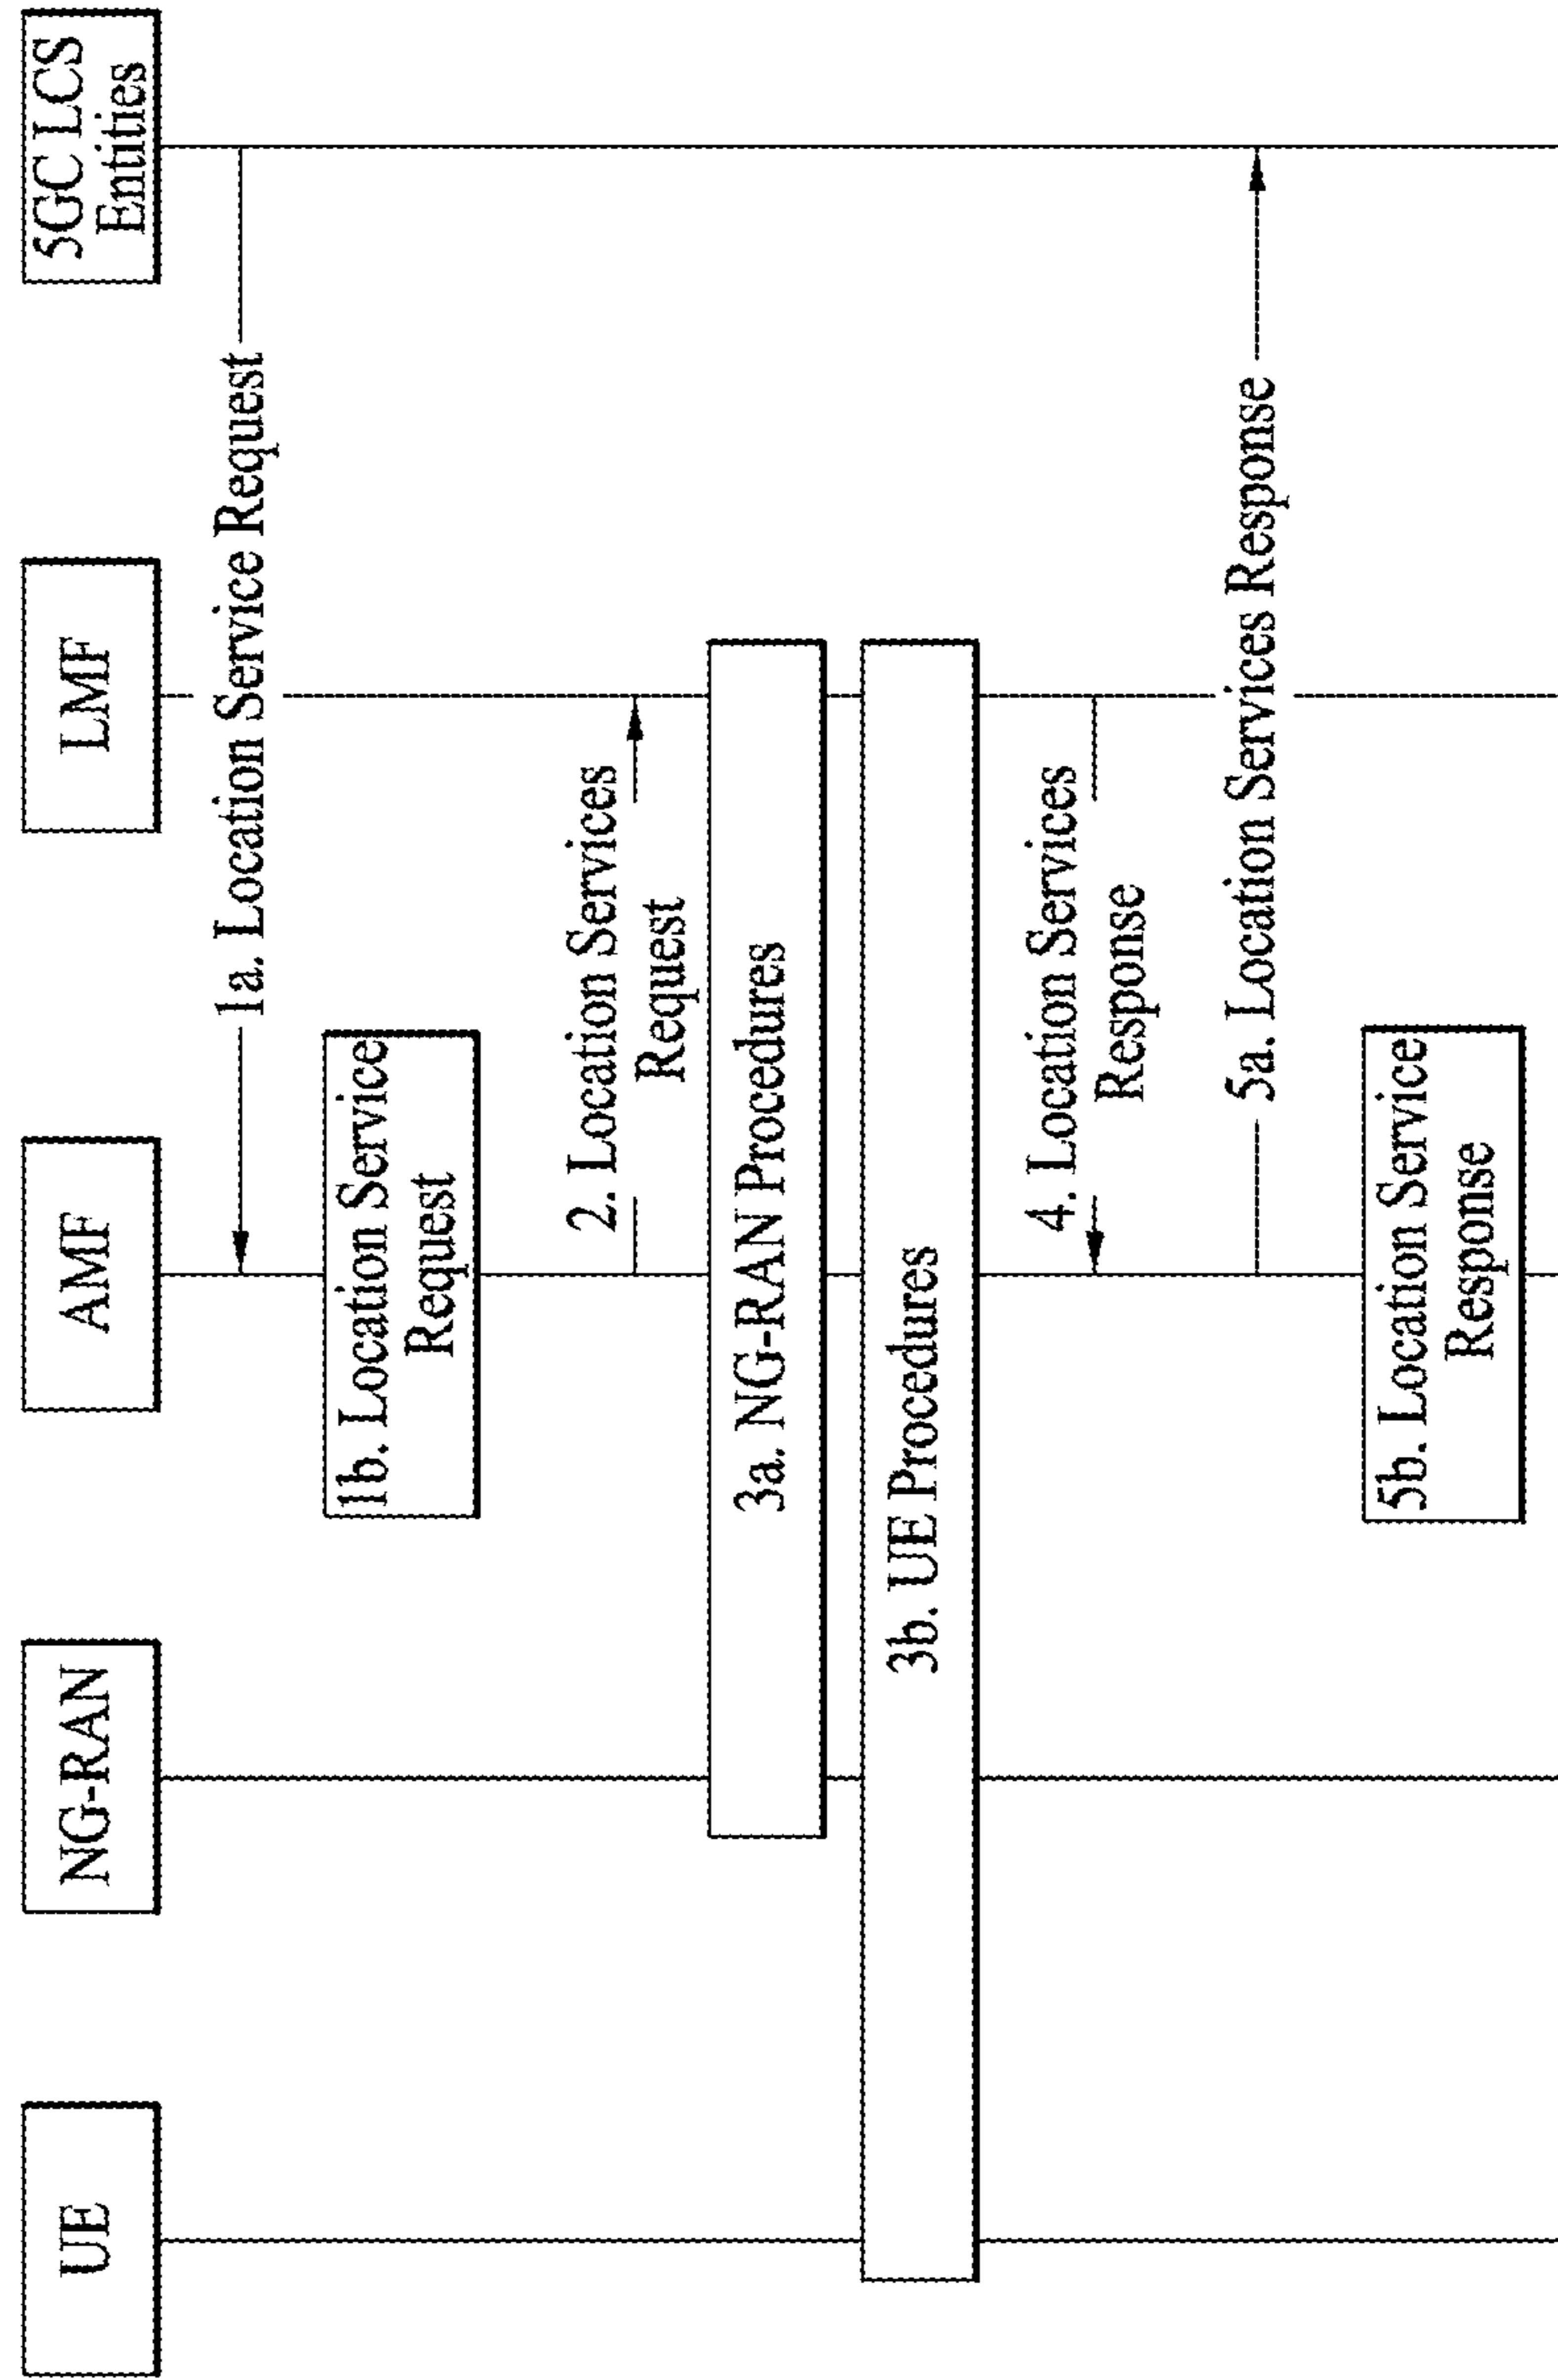 UE
NG-RAN
AMF
LMF
5GC LCS
Entities
1a. Location Service Request
1b. Location Service
Request
2. Location Services
Request
3a. NG-RAN Procedures
3b. UE Procedures
4. Location Services
Response
5a. Location Services Response
5b. Location Service
Response